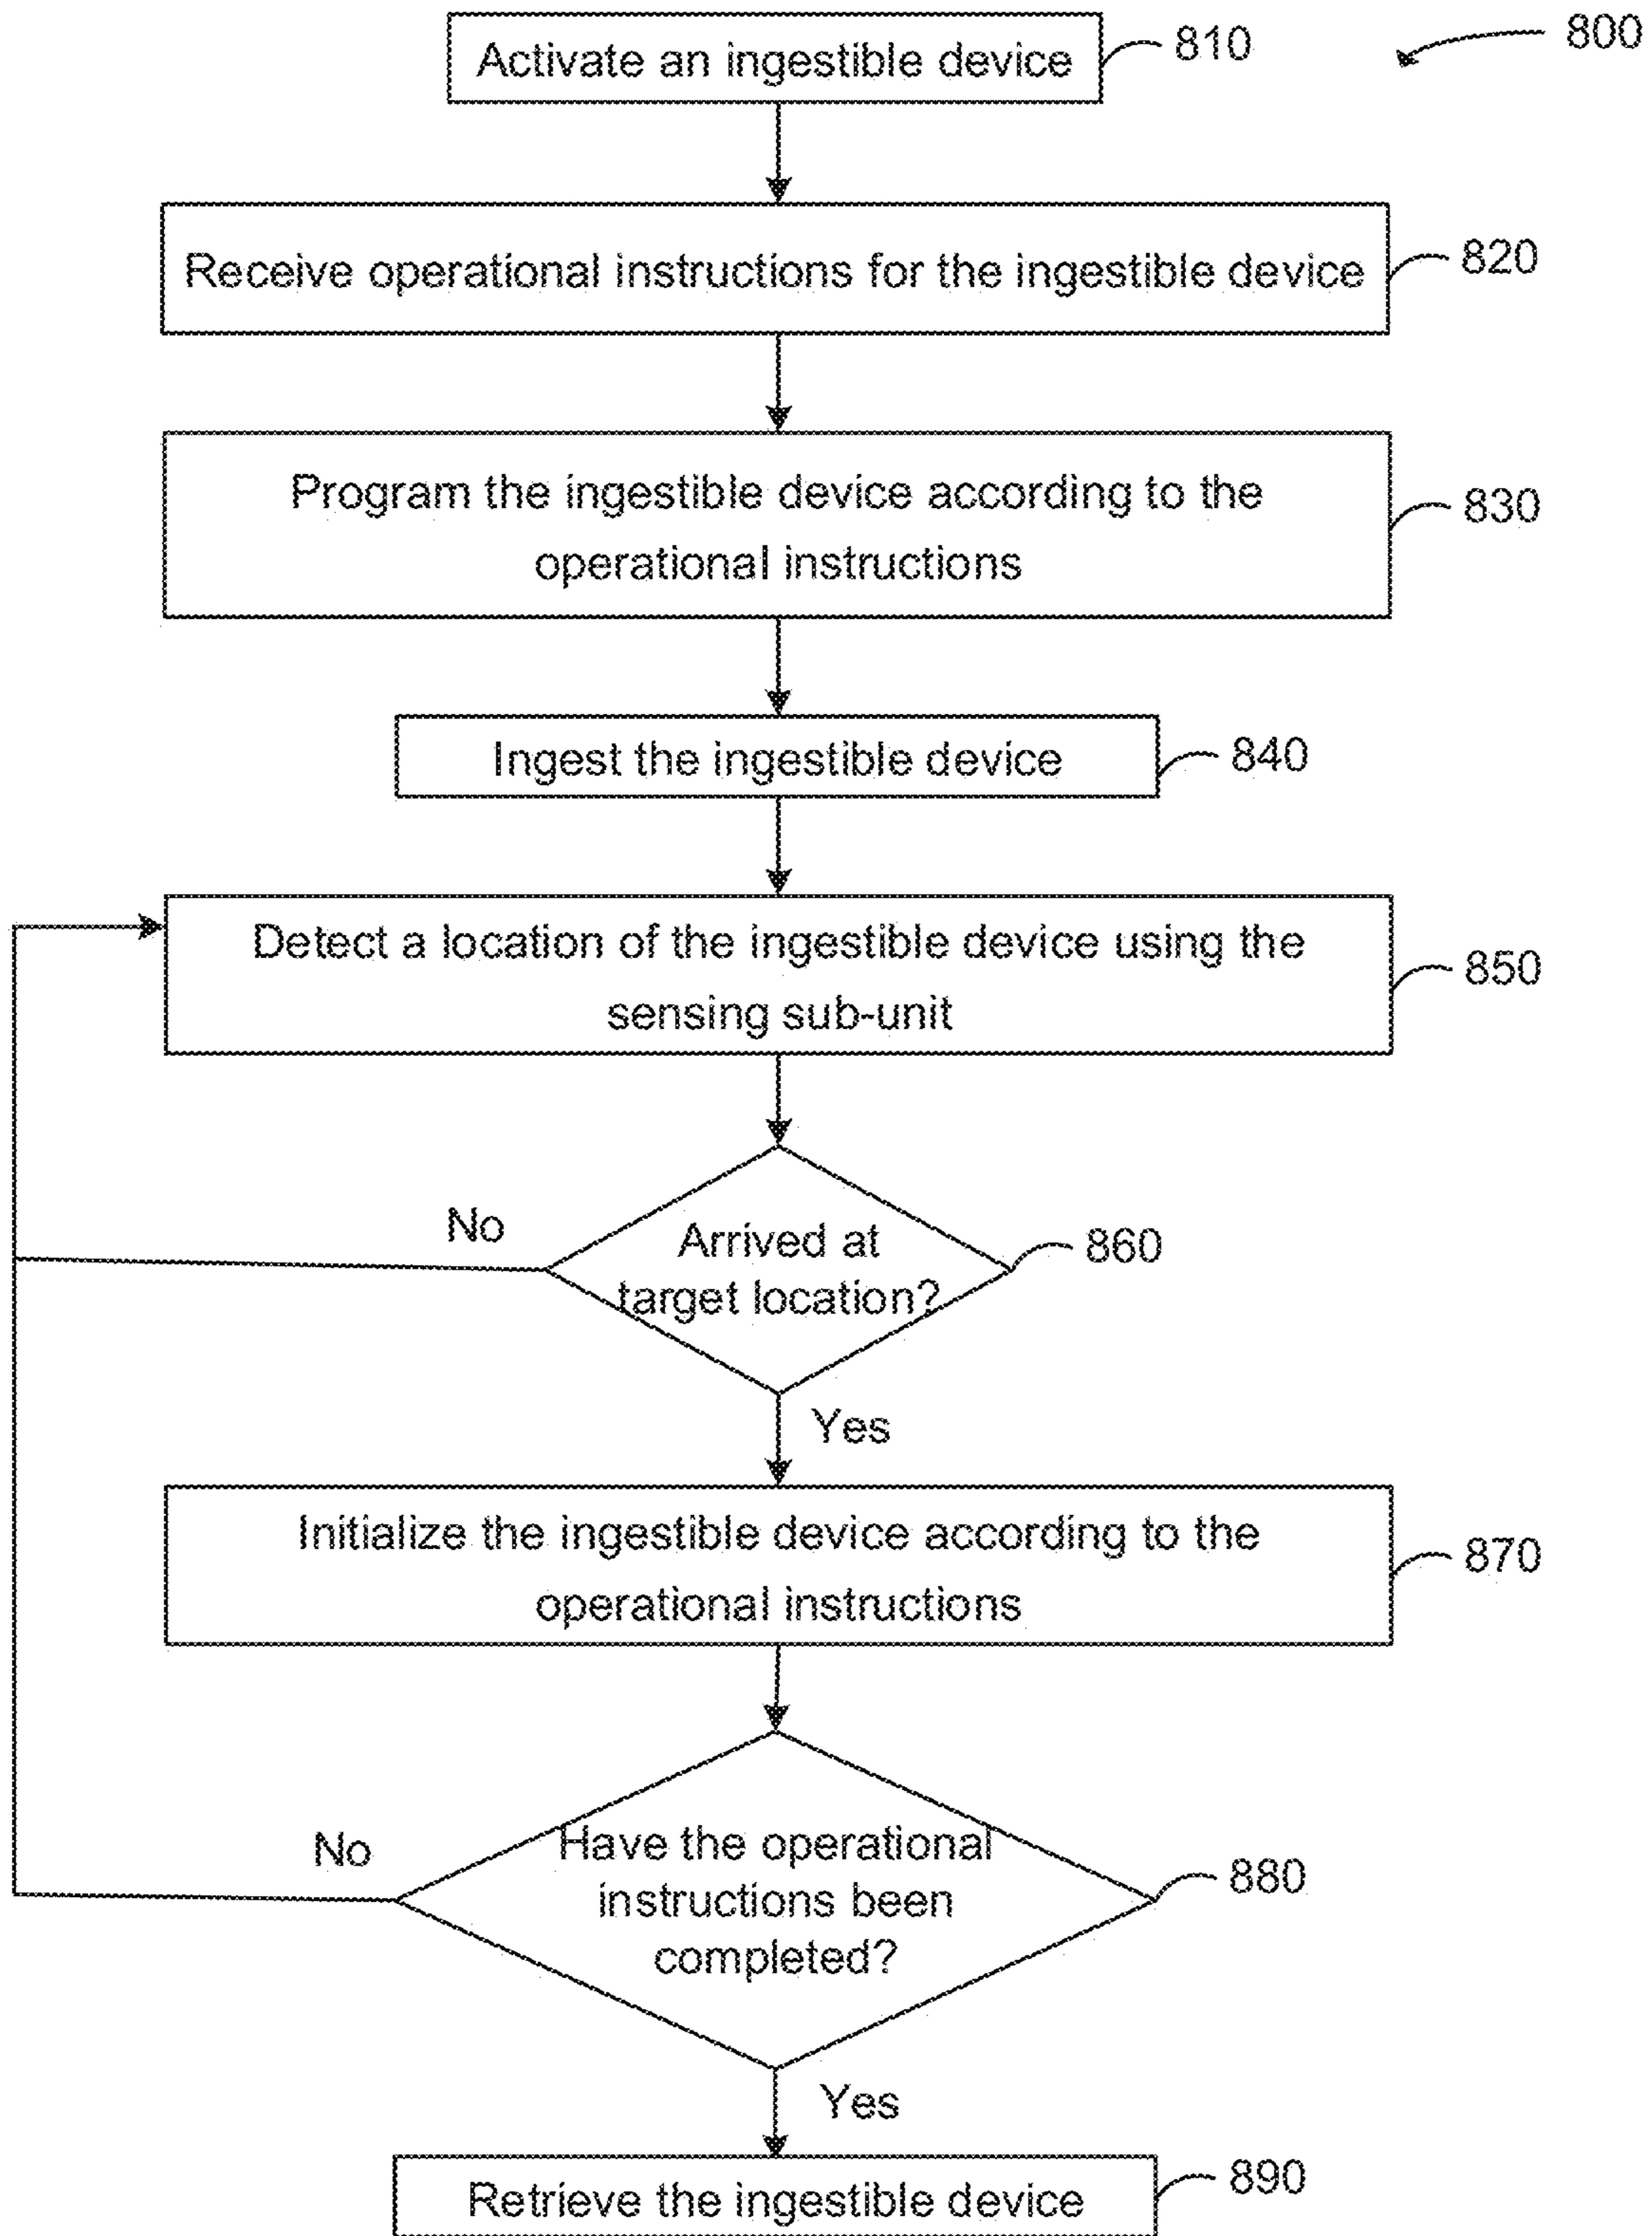 800
Activate an ingestible device
810
Receive operational instructions for the ingestible device
820
Program the ingestible device according to the
operational instructions
830
Ingest the ingestible device
840
Detect a location of the ingestible device using the
sensing sub-unit
850
Arrived at
target location?
860
No
Yes
Initialize the ingestible device according to the
operational instructions
870
Have the operational
instructions been
completed?
880
No
Yes
Retrieve the ingestible device
890